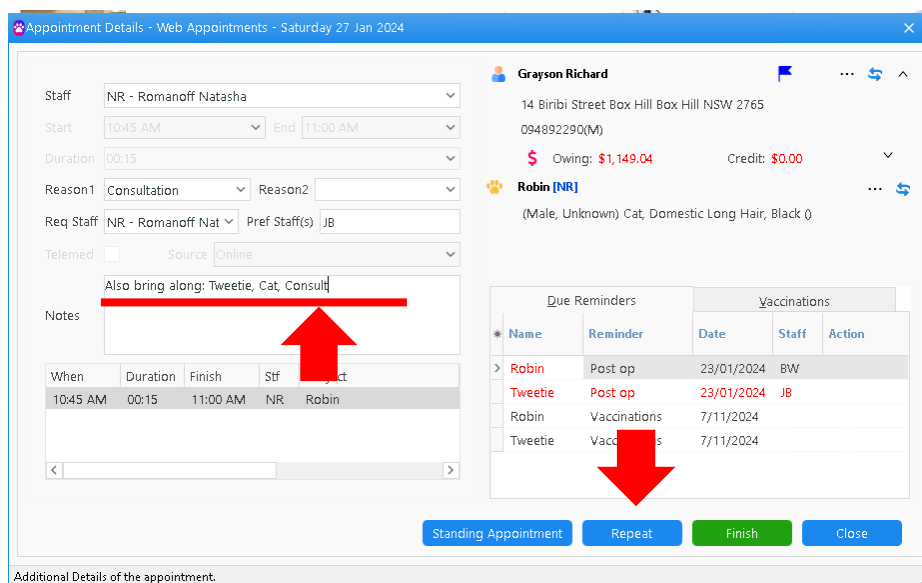 Appointment Details - Web Appointments - Saturday 27 Jan 2024
Staff NR - Romanoff Natasha
Start 10:45 AM End 11:00 AM
Duration 00:15
Reason1 Consultation Reason2
Req Staff NR - Romanoff Nat Pref Staff(s) JB
Telemed Source Online
Also bring along: Tweetie, Cat, Consult
Notes
When Duration Finish Stf
10:45 AM 00:15 11:00 AM NR Robin
Grayson Richard
14 Biribi Street Box Hill Box Hill NSW 2765
094892290(M)
$ Owing: $1,149.04 Credit: $0.00
Robin [NR]
(Male, Unknown) Cat, Domestic Long Hair, Black ()
Due Reminders Vaccinations
Name Reminder Date Staff Action
Robin Post op 23/01/2024 BW
Tweetie Post op 23/01/2024 JB
Robin Vaccinations 7/11/2024
Tweetie 7/11/2024
Standing Appointment Repeat Finish Close
Additional Details of the appointment.